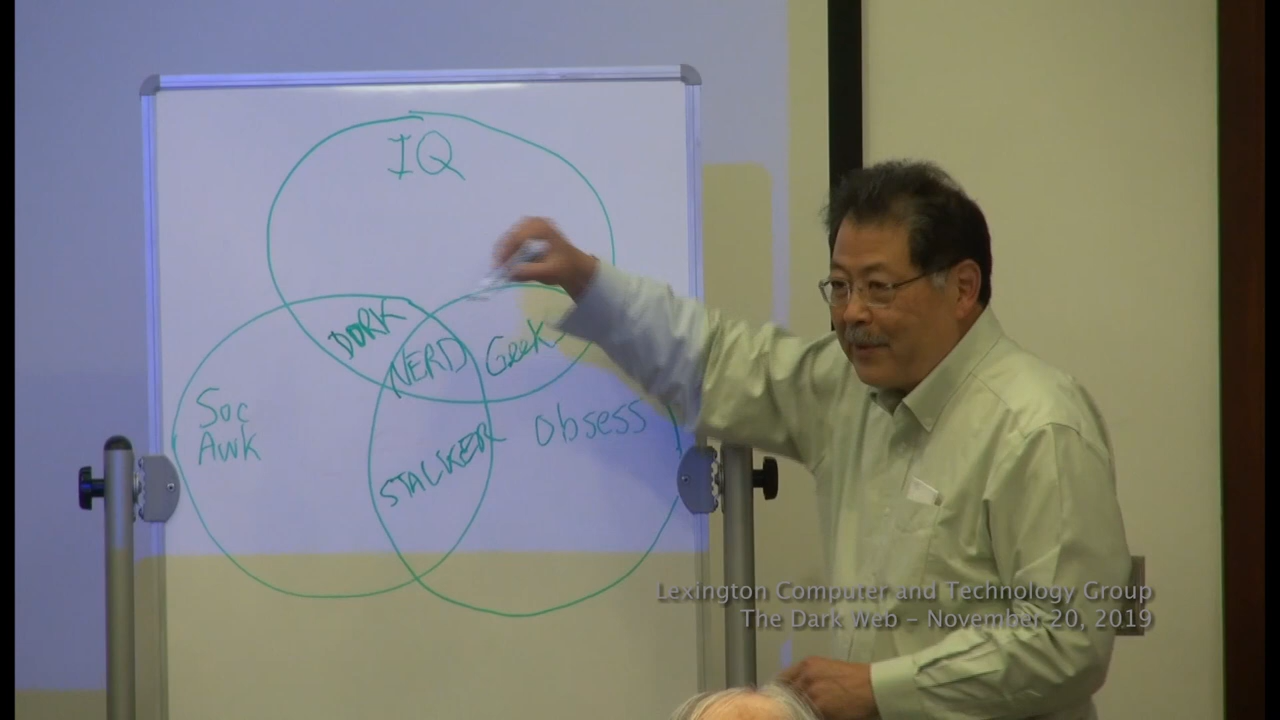 IQ
DORK
NERD
Geek
Soc
Awk
Obsess
STALKER
Lexington Computer and Technology Group
The Dark Web – November 20, 2019